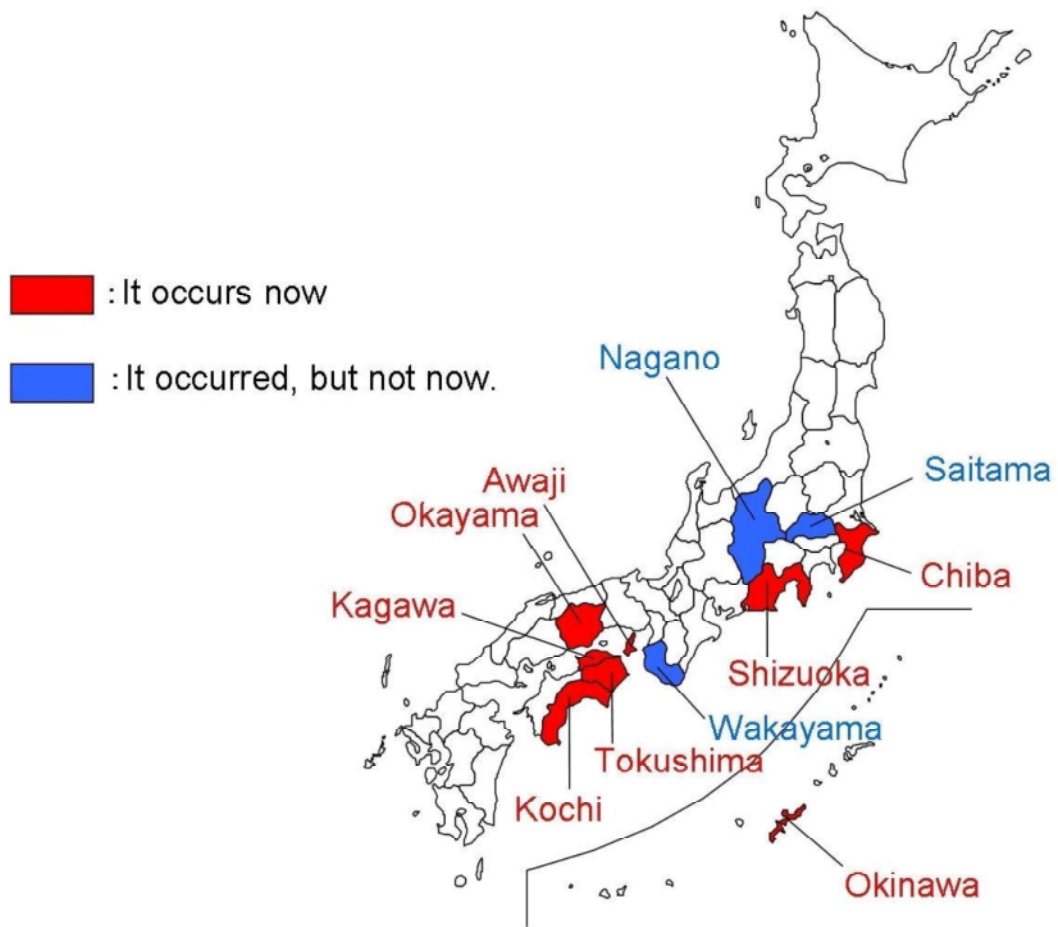 : It occurs now
: It occurred, but not now.
Nagano
Saitama
Awaji
Okayama
Chiba
Kagawa
Shizuoka
Wakayama
Tokushima
Kochi
Okinawa